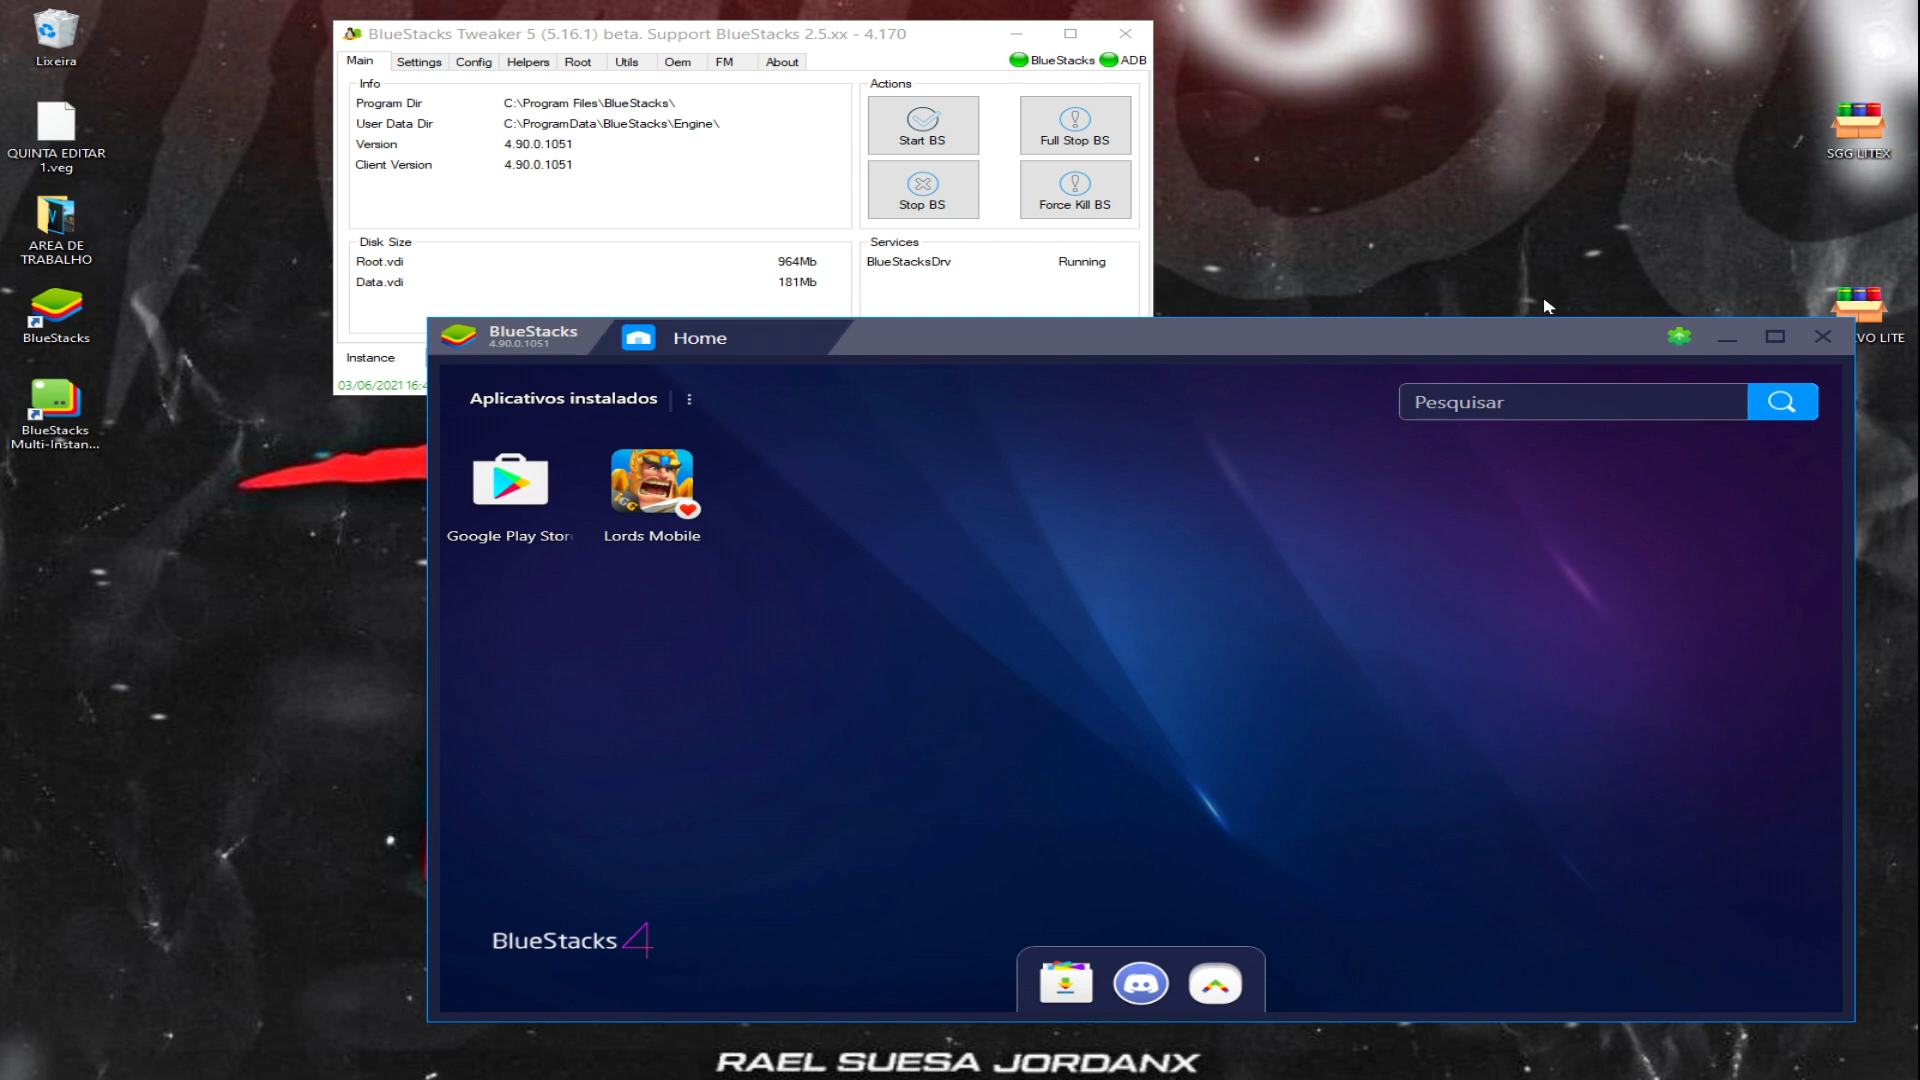 Lixeira
QUINTA EDITAR
1.veg
AREA DE
TRABALHO
BlueStacks
BlueStacks
Multi-Instan...
BlueStacks Tweaker 5 (5.16.1) beta. Support BlueStacks 2.5.xx - 4.170
Main Settings Config Helpers Root Utils Oem FM About
BlueStacks ADB
Info
Program Dir C:\Program Files\BlueStacks\
User Data Dir C:\ProgramData\BlueStacks\Engine\
Version 4.90.0.1051
Client Version 4.90.0.1051
Actions
Start BS Full Stop BS
Stop BS Force Kill BS
Disk Size
Root.vdi 964Mb
Data.vdi 181Mb
Services
BlueStacksDrv Running
Instance
03/06/2021 16:4
BlueStacks
4.90.0.1051
Home
Aplicativos instalados
Pesquisar
IGG
Google Play Stor
Lords Mobile
BlueStacks 4
SGG LITEX
VO LITE
RAEL SUESA JORDANX